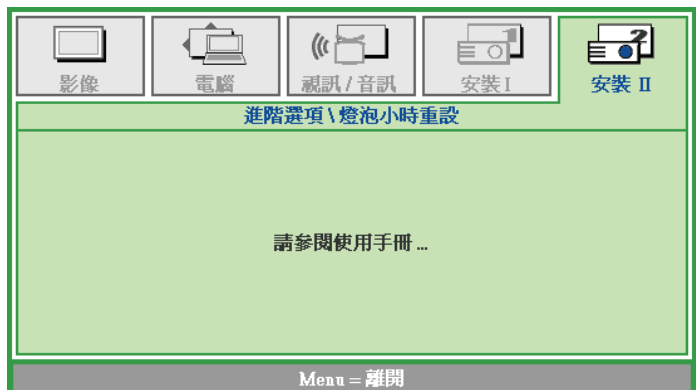 影像 電腦 視訊 / 音訊 安裝 I 安裝 II
進階選項 \ 燈泡小時重設
請參閱使用手冊 ...
Menu = 離開